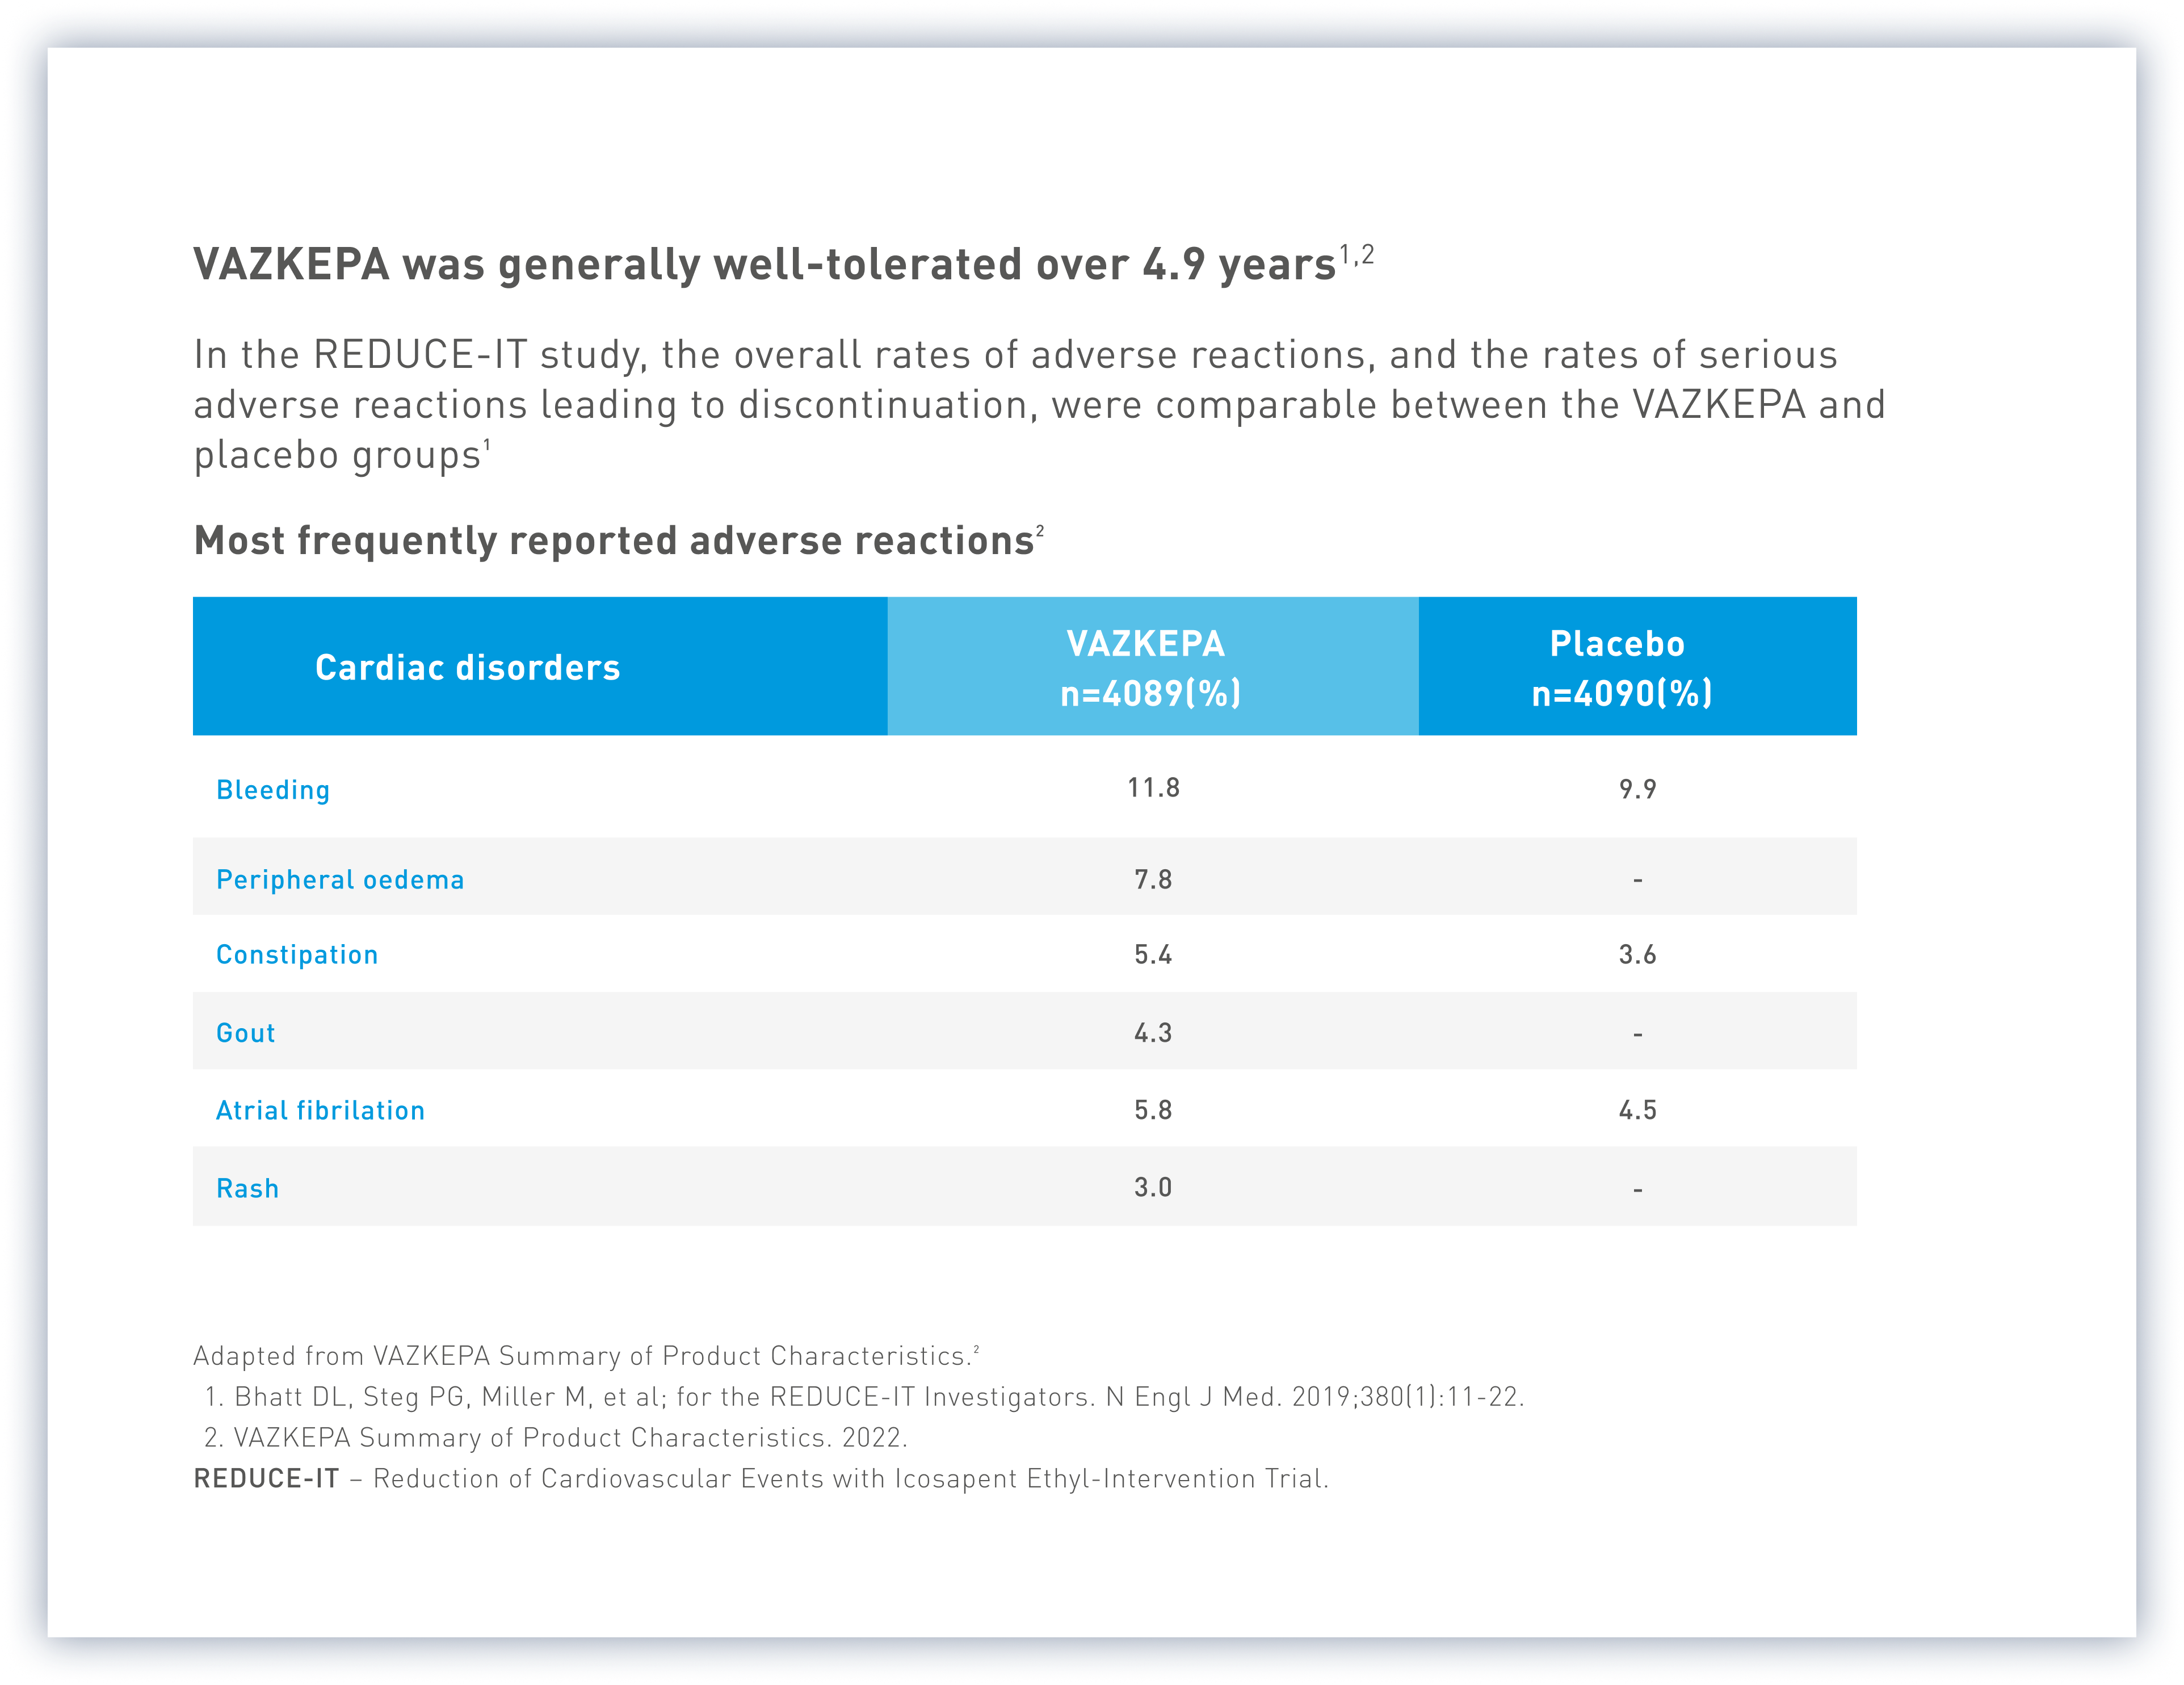 VAZKEPA was generally well-tolerated over 4.9 years1,2
In the REDUCE-IT study, the overall rates of adverse reactions, and the rates of serious
adverse reactions leading to discontinuation, were comparable between the VAZKEPA and
placebo groups1
Most frequently reported adverse reactions2
Cardiac disorders VAZKEPA n=4089(%) Placebo n=4090(%)
Bleeding 11.8 9.9
Peripheral oedema 7.8 -
Constipation 5.4 3.6
Gout 4.3 -
Atrial fibrilation 5.8 4.5
Rash 3.0 -
Adapted from VAZKEPA Summary of Product Characteristics.2
1. Bhatt DL, Steg PG, Miller M, et al; for the REDUCE-IT Investigators. N Engl J Med. 2019;380(1):11-22.
2. VAZKEPA Summary of Product Characteristics. 2022.
REDUCE-IT – Reduction of Cardiovascular Events with Icosapent Ethyl-Intervention Trial.